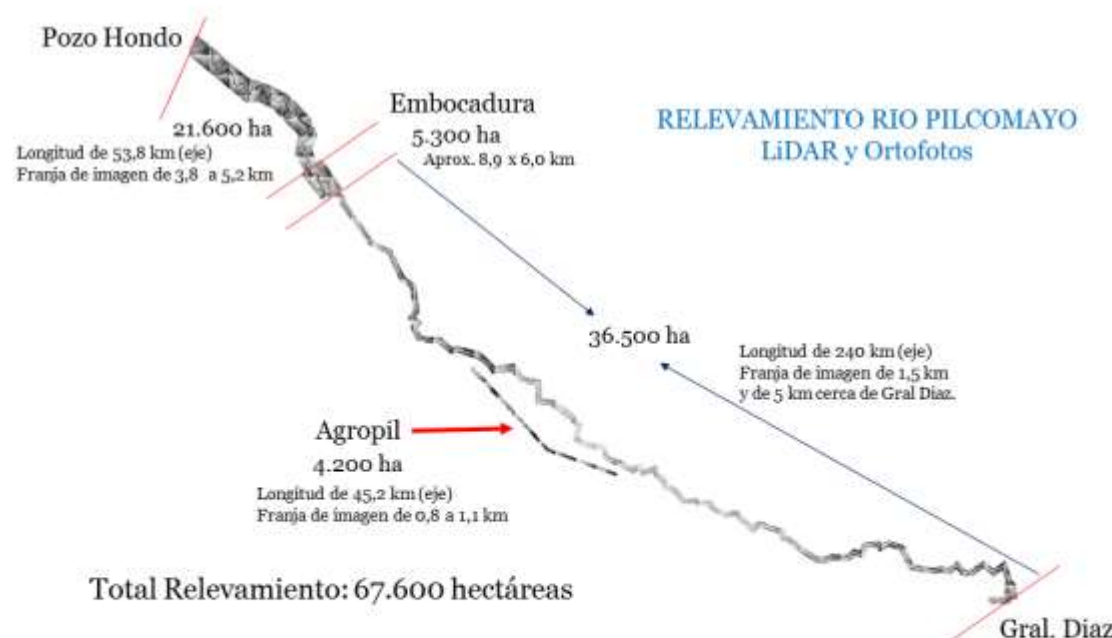 Pozo Hondo
21.600 ha
Longitud de 53,8 km (eje)
Franja de imagen de 3,8 a 5,2 km
Embocadura
5.300 ha
Aprox. 8,9 x 6,0 km
RELEVAMIENTO RIO PILCOMAYO
LiDAR y Ortofotos
36.500 ha
Longitud de 240 km (eje)
Franja de imagen de 1,5 km
y de 5 km cerca de Gral Diaz.
Agropil
4.200 ha
Longitud de 45,2 km (eje)
Franja de imagen de 0,8 a 1,1 km
Total Relevamiento: 67.600 hectáreas
Gral. Diaz